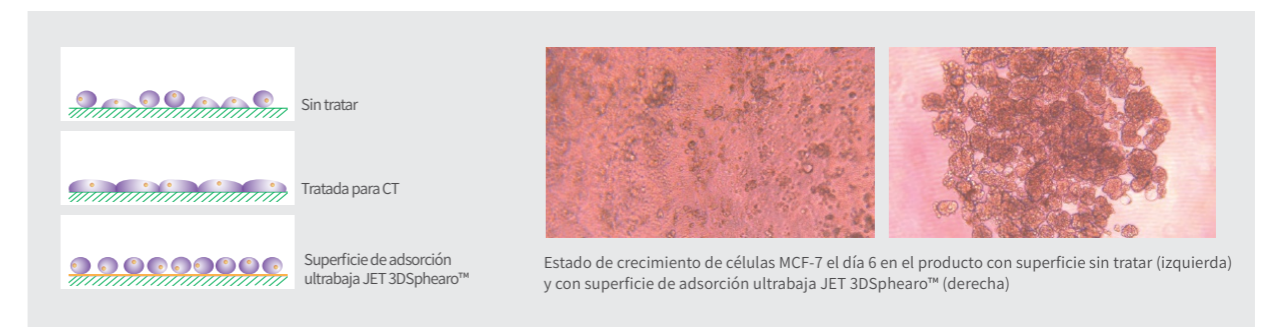 Sin tratar
Tratada para CT
Superficie de adsorción
ultrabaja JET 3DSphearo™
Estado de crecimiento de células MCF-7 el día 6 en el producto con superficie sin tratar (izquierda)
y con superficie de adsorción ultrabaja JET 3DSphearo™ (derecha)